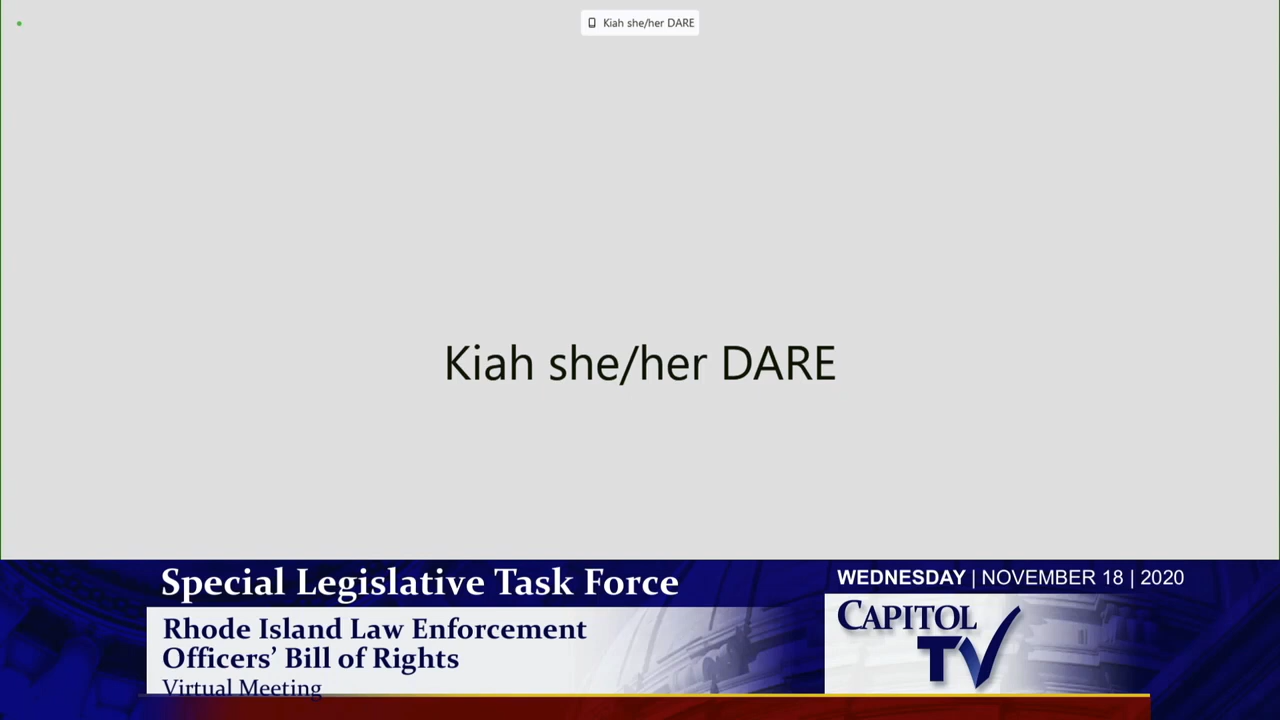 Kiah she/her DARE
Kiah she/her DARE
Special Legislative Task Force
WEDNESDAY | NOVEMBER 18 | 2020
Rhode Island Law Enforcement
Officers’ Bill of Rights
Virtual Meeting
CAPITOL
TV